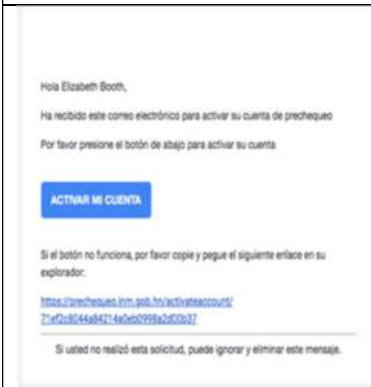 Hola Elizabeth Booth,
Ha recibido este correo electrónico para activar su cuenta de prechequeo
Por favor presione el botón de abajo para activar su cuenta
ACTIVAR MI CUENTA
Si el botón no funciona, por favor copie y pegue el siguiente enlace en su
explorador:
https://prechequeo.inm.gob.hn/activateaccount/
71ef2c8044a84214a0eb0998a2d00b37
Si usted no realizó esta solicitud, puede ignorar y eliminar este mensaje.